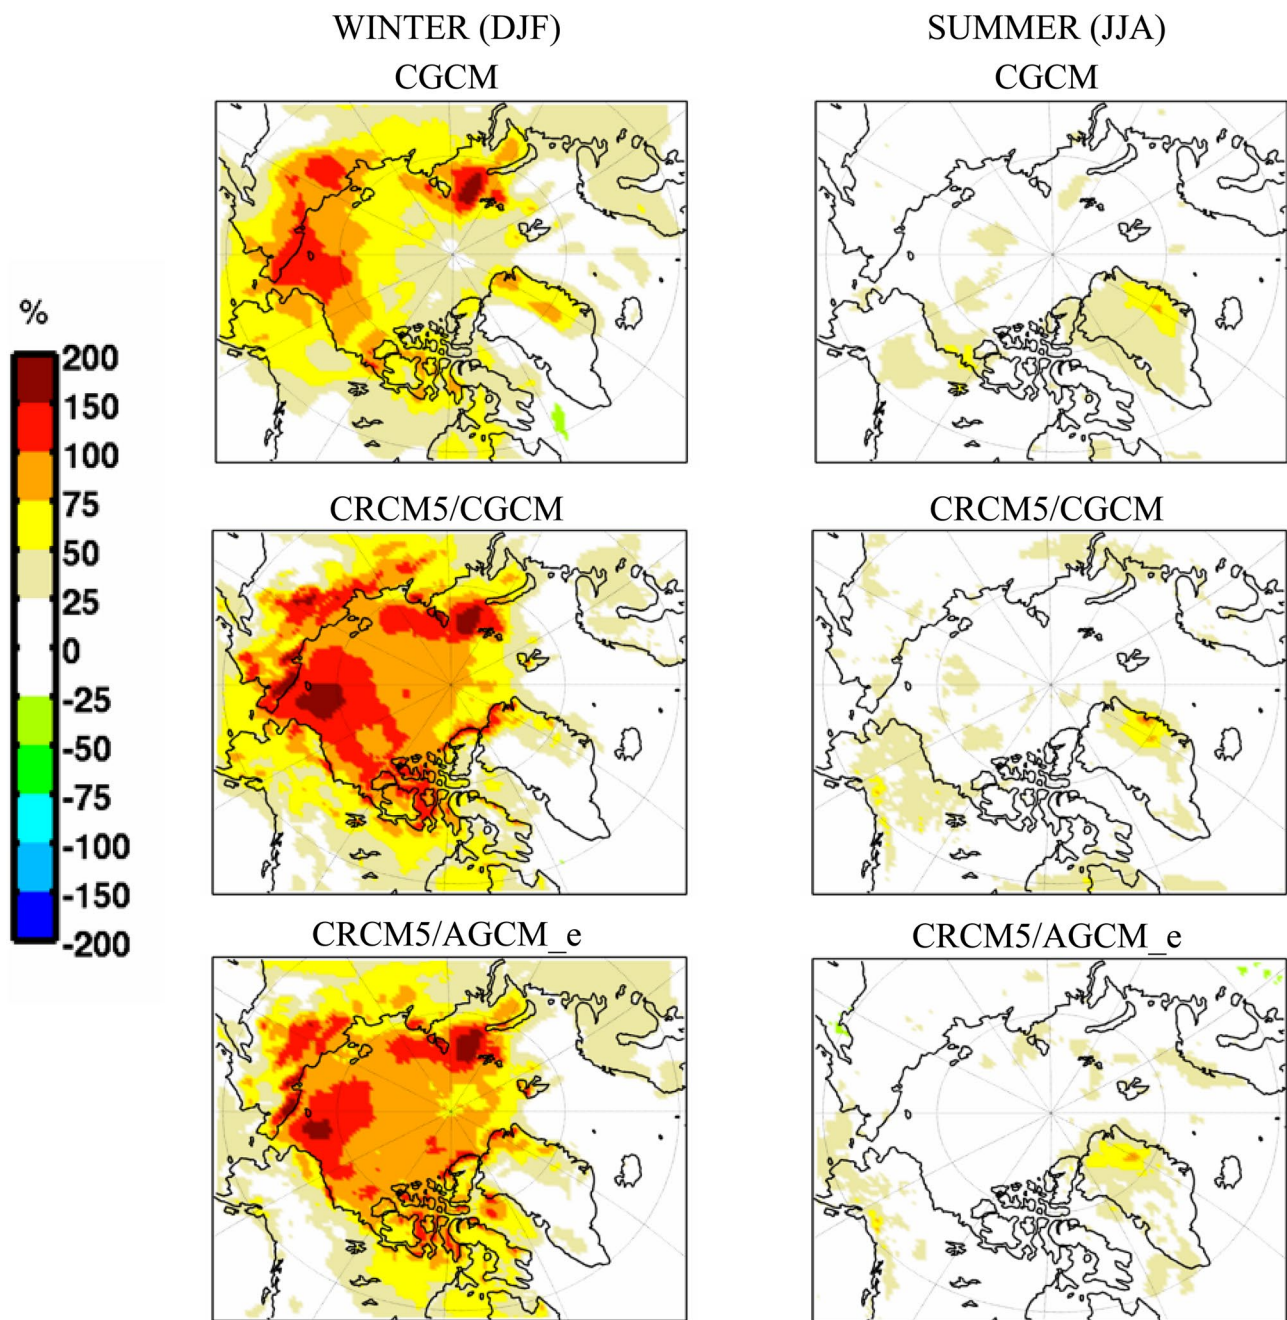 WINTER (DJF)
SUMMER (JJA)
CGCM
CGCM
%
200
150
100
75
50
25
0
-25
-50
-75
-100
-150
-200
CRCM5/CGCM
CRCM5/CGCM
CRCM5/AGCM_e
CRCM5/AGCM_e